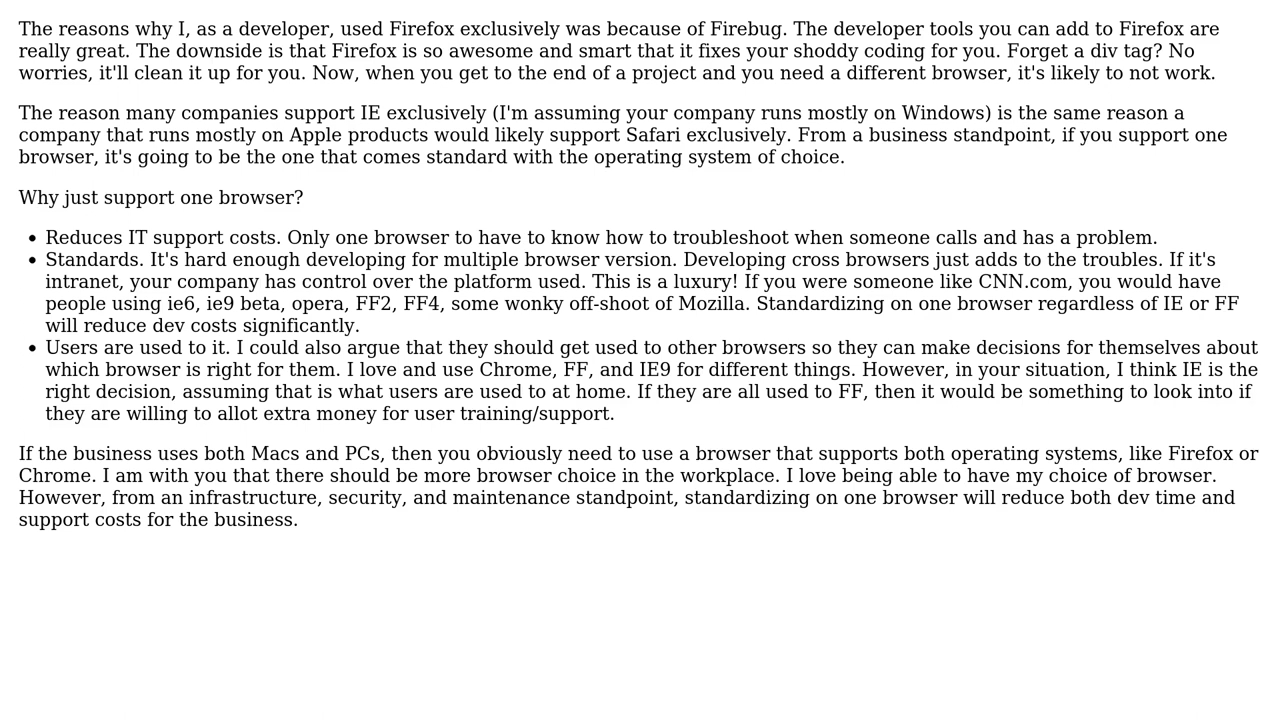 The reasons why I, as a developer, used Firefox exclusively was because of Firebug. The developer tools you can add to Firefox are
really great. The downside is that Firefox is so awesome and smart that it fixes your shoddy coding for you. Forget a div tag? No
worries, it'll clean it up for you. Now, when you get to the end of a project and you need a different browser, it's likely to not work.
The reason many companies support IE exclusively (I'm assuming your company runs mostly on Windows) is the same reason a
company that runs mostly on Apple products would likely support Safari exclusively. From a business standpoint, if you support one
browser, it's going to be the one that comes standard with the operating system of choice.
Why just support one browser?
• Reduces IT support costs. Only one browser to have to know how to troubleshoot when someone calls and has a problem.
• Standards. It's hard enough developing for multiple browser version. Developing cross browsers just adds to the troubles. If it's
intranet, your company has control over the platform used. This is a luxury! If you were someone like CNN.com, you would have
people using ie6, ie9 beta, opera, FF2, FF4, some wonky off-shoot of Mozilla. Standardizing on one browser regardless of IE or FF
will reduce dev costs significantly.
• Users are used to it. I could also argue that they should get used to other browsers so they can make decisions for themselves about
which browser is right for them. I love and use Chrome, FF, and IE9 for different things. However, in your situation, I think IE is the
right decision, assuming that is what users are used to at home. If they are all used to FF, then it would be something to look into if
they are willing to allot extra money for user training/support.
If the business uses both Macs and PCs, then you obviously need to use a browser that supports both operating systems, like Firefox or
Chrome. I am with you that there should be more browser choice in the workplace. I love being able to have my choice of browser.
However, from an infrastructure, security, and maintenance standpoint, standardizing on one browser will reduce both dev time and
support costs for the business.